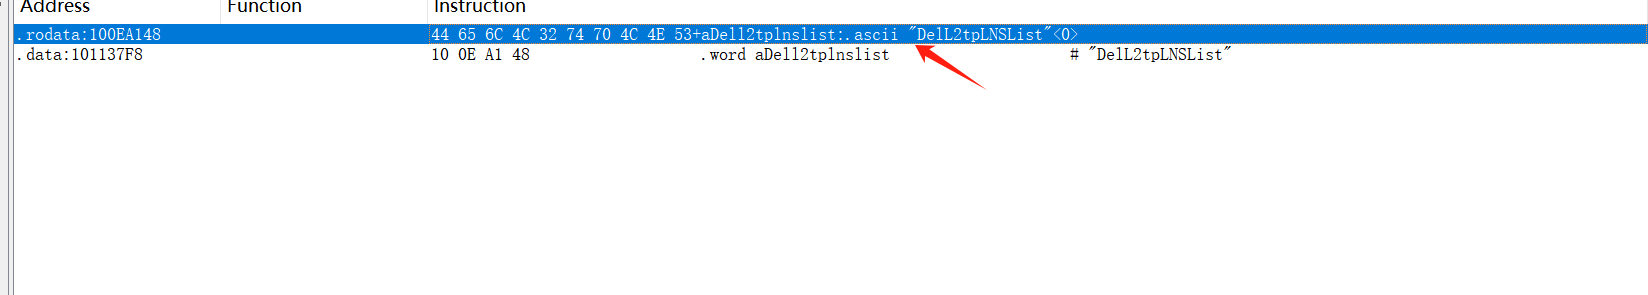 Address Function Instruction
.rodata:100EA148 44 65 6C 4C 32 74 70 4C 4E 53+aDell2tplnslist:.ascii "DelL2tpLNSList"<0>
.data:101137F8 10 0E A1 48 .word aDell2tplnslist # "DelL2tpLNSList"